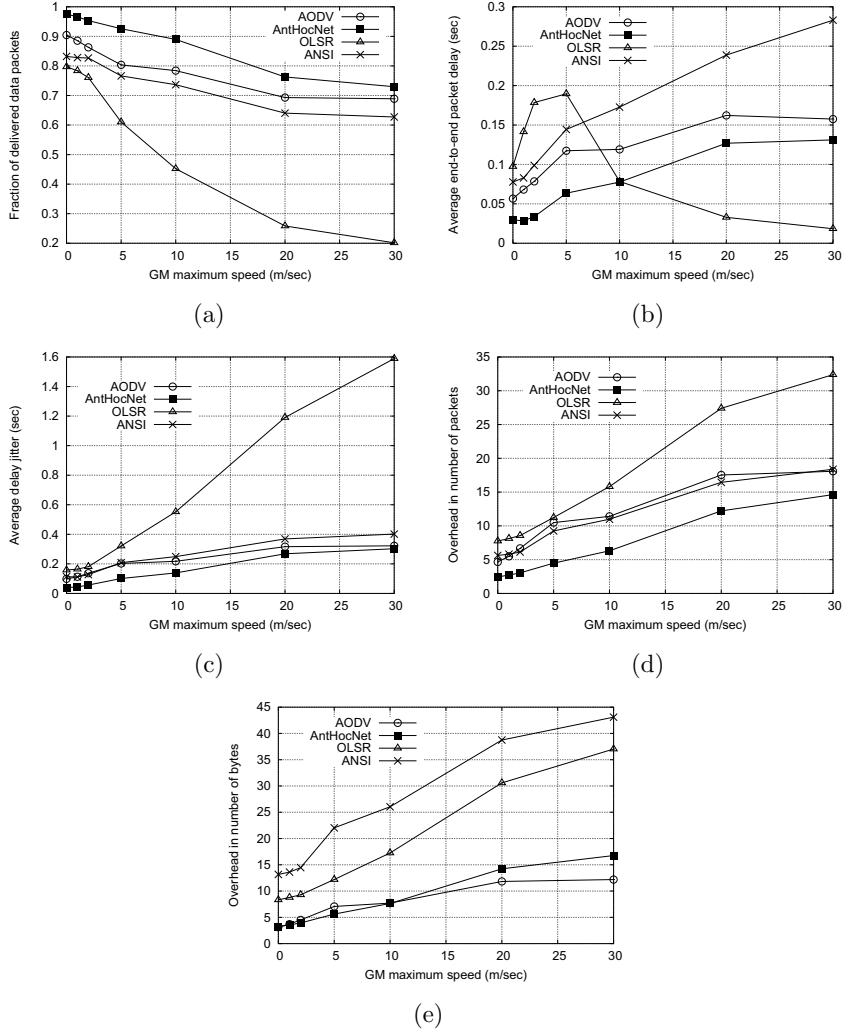 1
0.9
0.8
0.7
0.6
0.5
0.4
0.3
0.2
0 5 10 15 20 25 30
Fraction of delivered data packets
GM maximum speed (m/sec)
AODV
AntHocNet
OLSR
ANSI
(a)
0.3
0.25
0.2
0.15
0.1
0.05
0
0 5 10 15 20 25 30
Average end-to-end packet delay (sec)
GM maximum speed (m/sec)
AODV
AntHocNet
OLSR
ANSI
(b)
1.6
1.4
1.2
1
0.8
0.6
0.4
0.2
0
0 5 10 15 20 25 30
Average delay jitter (sec)
GM maximum speed (m/sec)
AODV
AntHocNet
OLSR
ANSI
(c)
35
30
25
20
15
10
5
0
0 5 10 15 20 25 30
Overhead in number of packets
GM maximum speed (m/sec)
AODV
AntHocNet
OLSR
ANSI
(d)
45
40
35
30
25
20
15
10
5
0
0 5 10 15 20 25 30
Overhead in number of bytes
GM maximum speed (m/sec)
AODV
AntHocNet
OLSR
ANSI
(e)